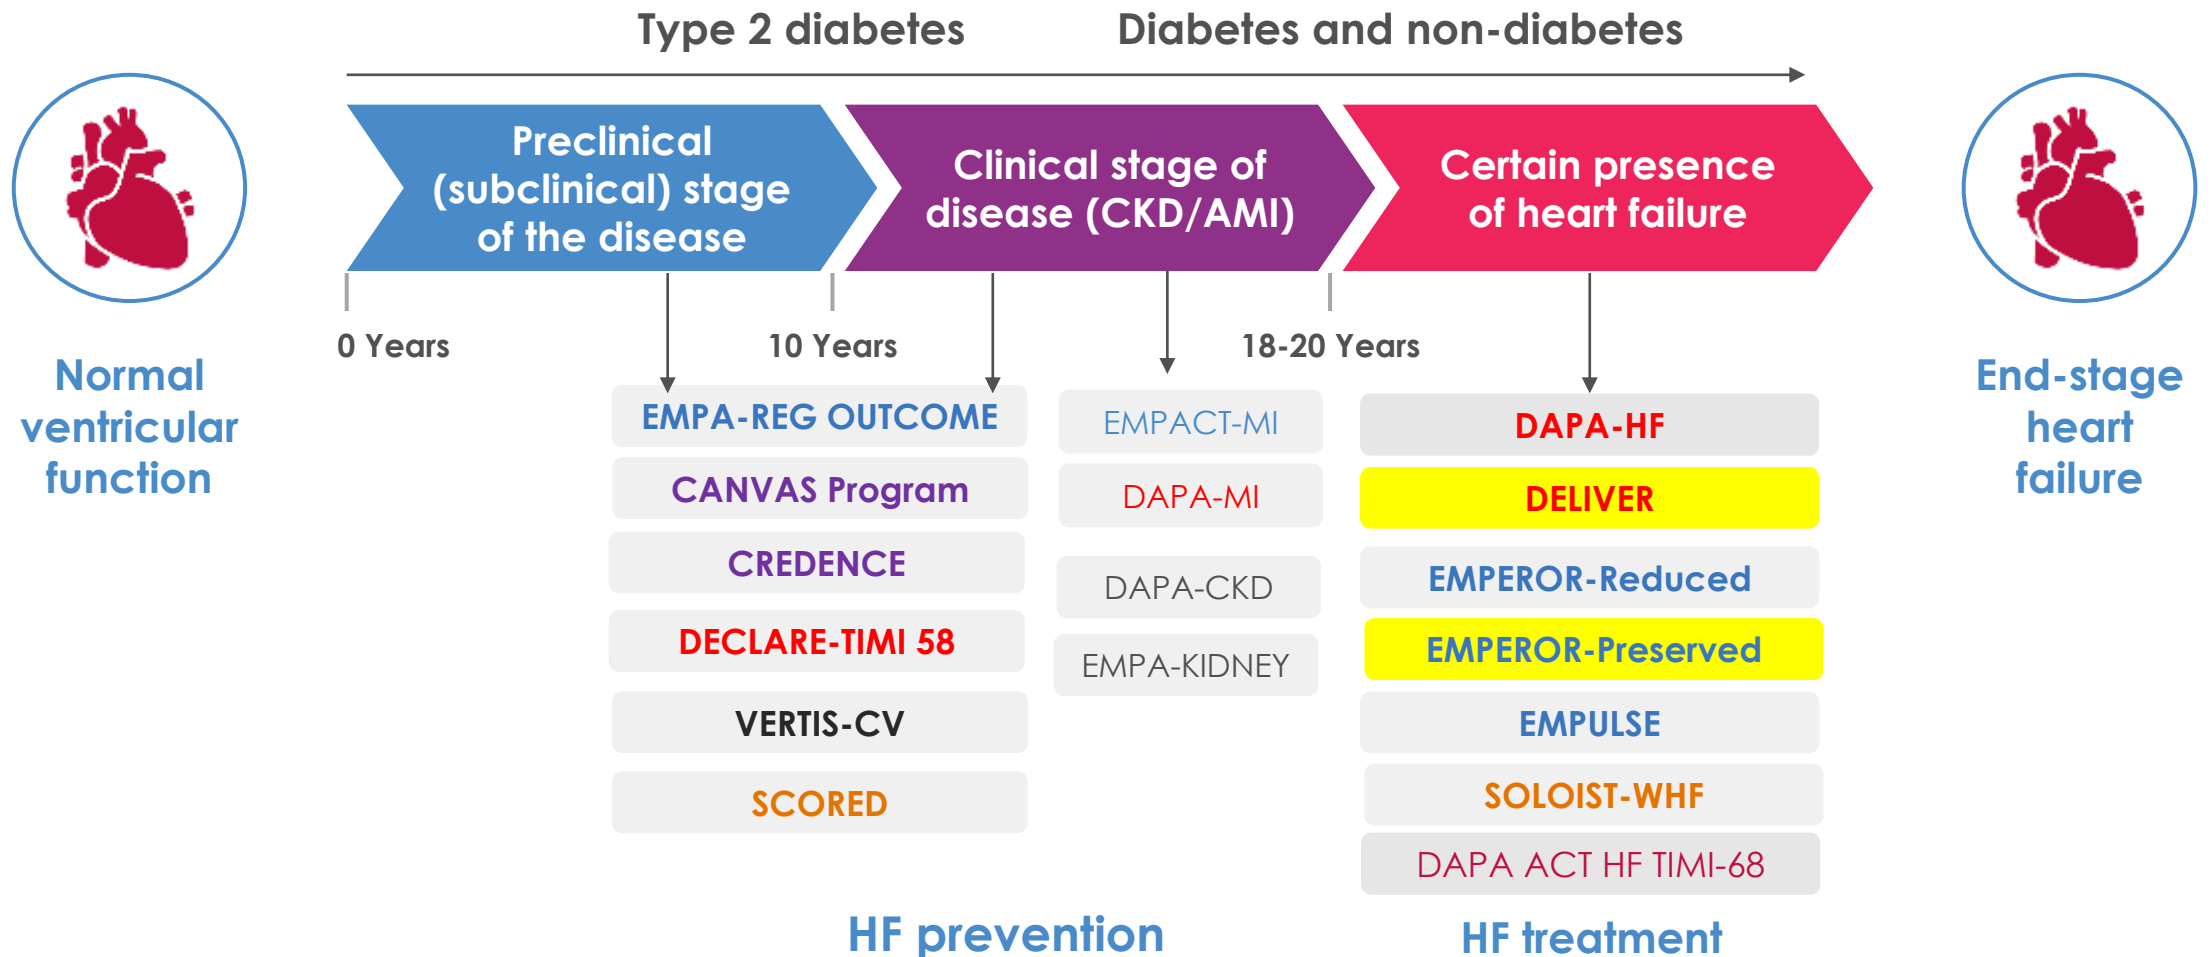 Type 2 diabetes
Diabetes and non-diabetes
Preclinical
(subclinical) stage
of the disease
Clinical stage of
disease (CKD/AMI)
Certain presence
of heart failure
0 Years
10 Years
18-20 Years
Normal
ventricular
function
End-stage
heart
failure
EMPA-REG OUTCOME
CANVAS Program
CREDENCE
DECLARE-TIMI 58
VERTIS-CV
SCORED
EMPACT-MI
DAPA-MI
DAPA-CKD
EMPA-KIDNEY
DAPA-HF
DELIVER
EMPEROR-Reduced
EMPEROR-Preserved
EMPULSE
SOLOIST-WHF
DAPA ACT HF TIMI-68
HF prevention
HF treatment